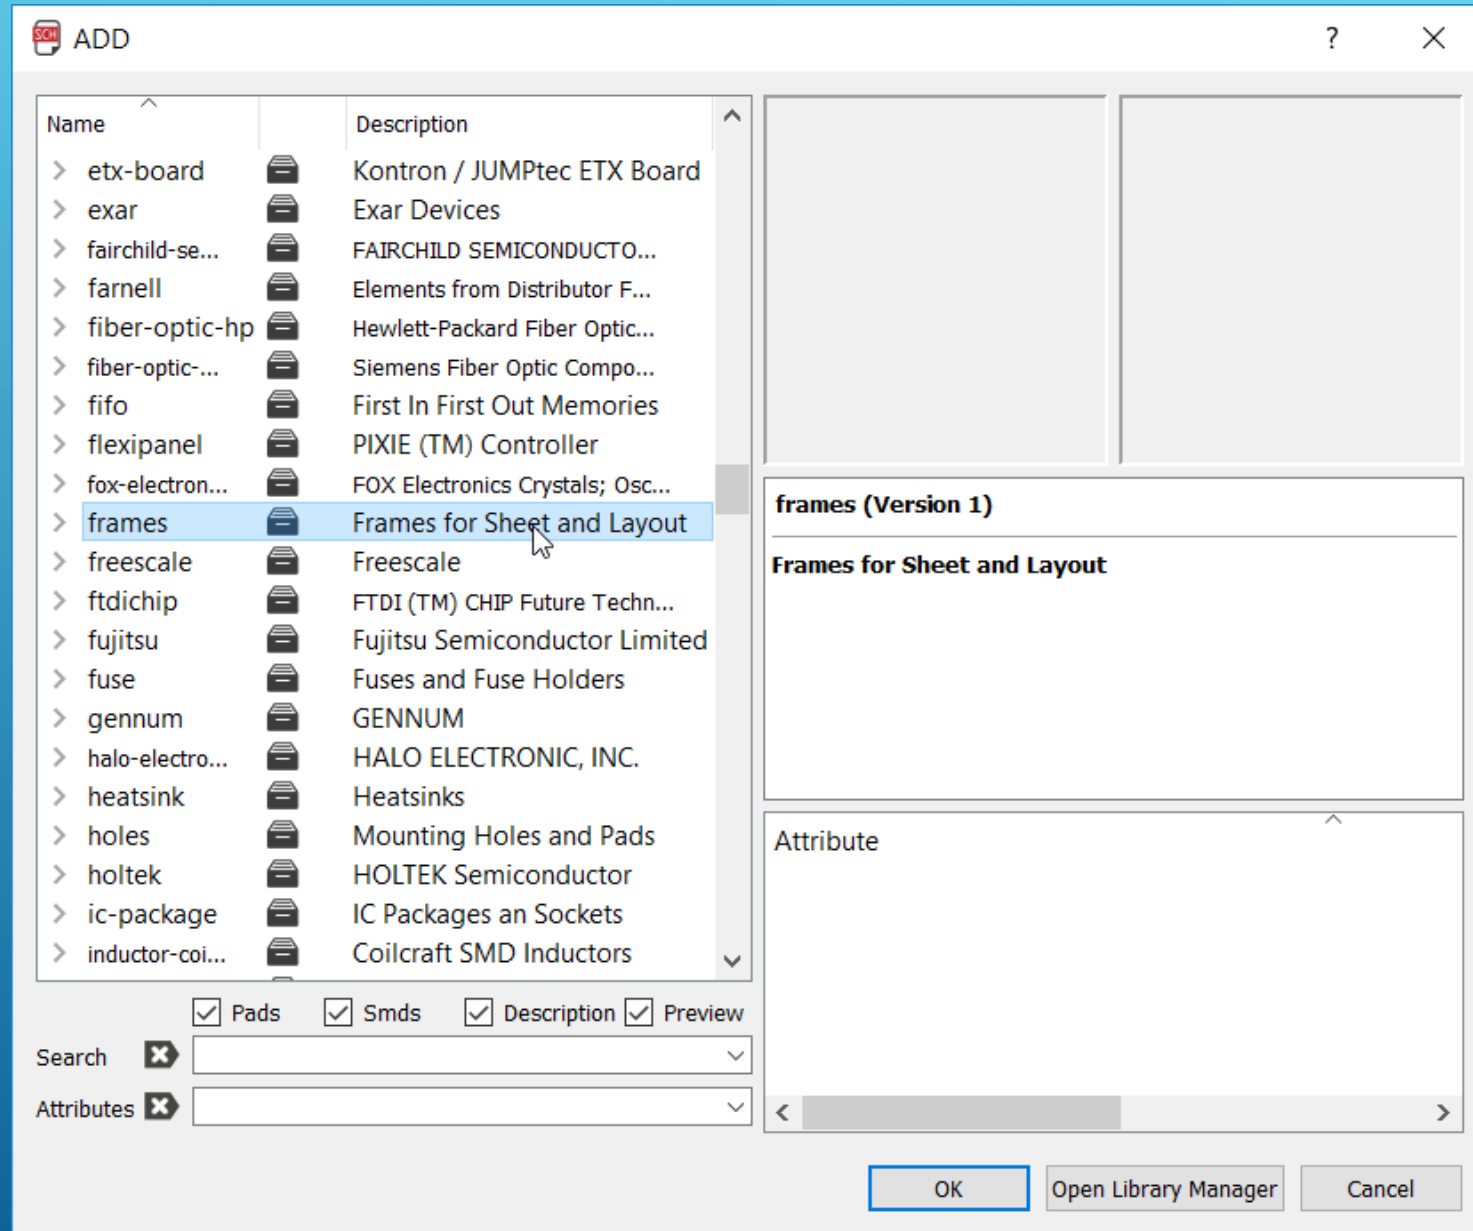 SCH ADD ?
Name Description
etx-board Kontron / JUMPtec ETX Board
exar Exar Devices
fairchild-se... FAIRCHILD SEMICONDUCTO...
farnell Elements from Distributor F...
fiber-optic-hp Hewlett-Packard Fiber Optic...
fiber-optic-... Siemens Fiber Optic Compo...
fifo First In First Out Memories
flexipanel PIXIE (TM) Controller
fox-electron... FOX Electronics Crystals; Osc...
frames Frames for Sheet and Layout
freescale Freescale
ftdichip FTDI (TM) CHIP Future Techn...
fujitsu Fujitsu Semiconductor Limited
fuse Fuses and Fuse Holders
gennum GENNUM
halo-electro... HALO ELECTRONIC, INC.
heatsink Heatsinks
holes Mounting Holes and Pads
holtek HOLTEK Semiconductor
ic-package IC Packages an Sockets
inductor-coi... Coilcraft SMD Inductors
Pads Smds Description Preview
Search
Attributes
frames (Version 1)
Frames for Sheet and Layout
Attribute
OK Open Library Manager Cancel